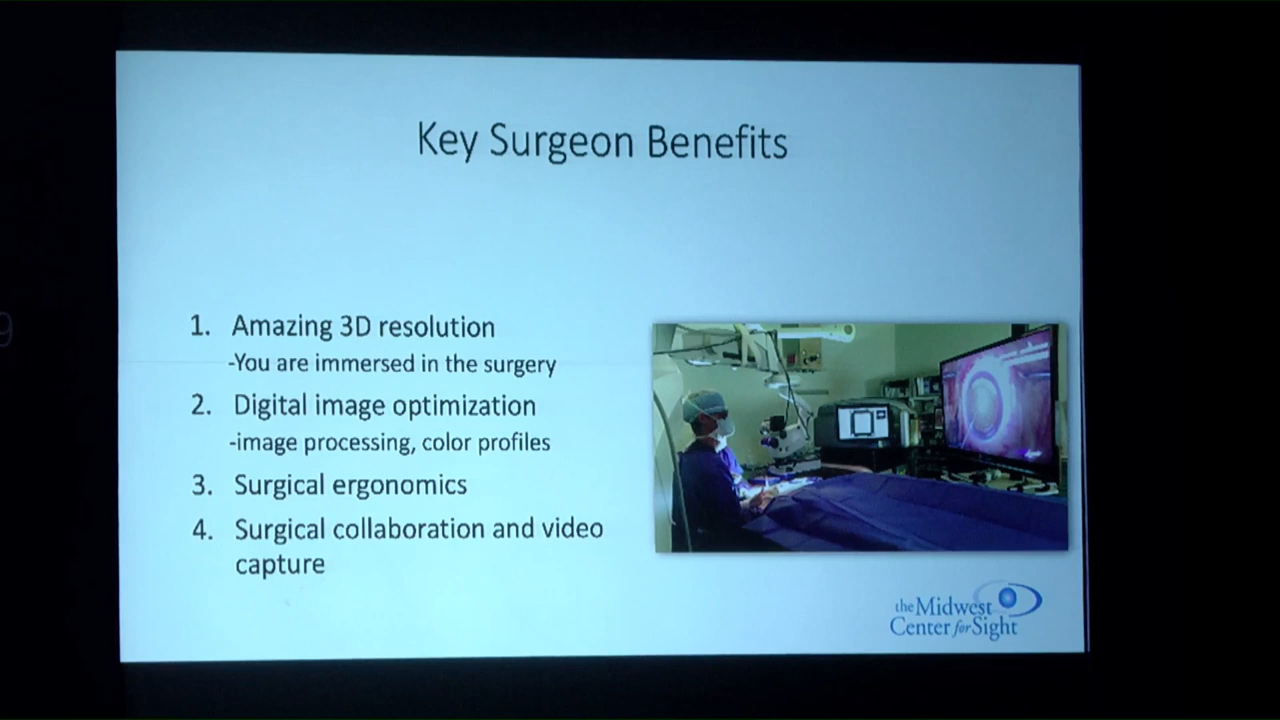 Key Surgeon Benefits
9
1. Amazing 3D resolution
-You are immersed in the surgery
2. Digital image optimization
-image processing, color profiles
3. Surgical ergonomics
4. Surgical collaboration and video
capture
the Midwest
Center for Sight